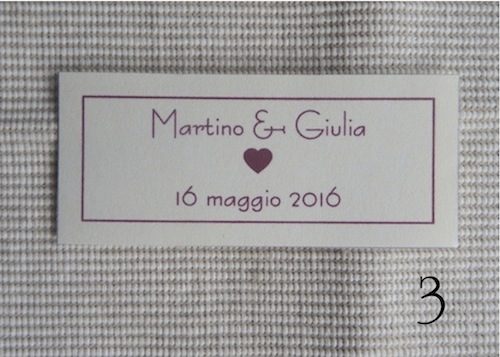 Martino & Giulia
16 maggio 2016
3